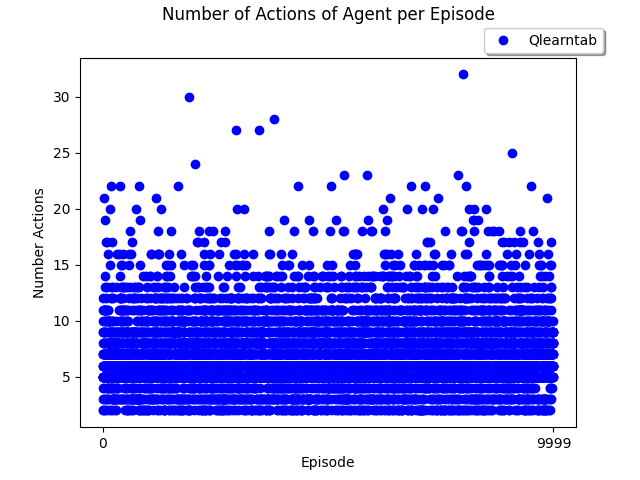 Number of Actions of Agent per Episode
Qlearntab
30
25
20
15
10
5
Number Actions
0
9999
Episode